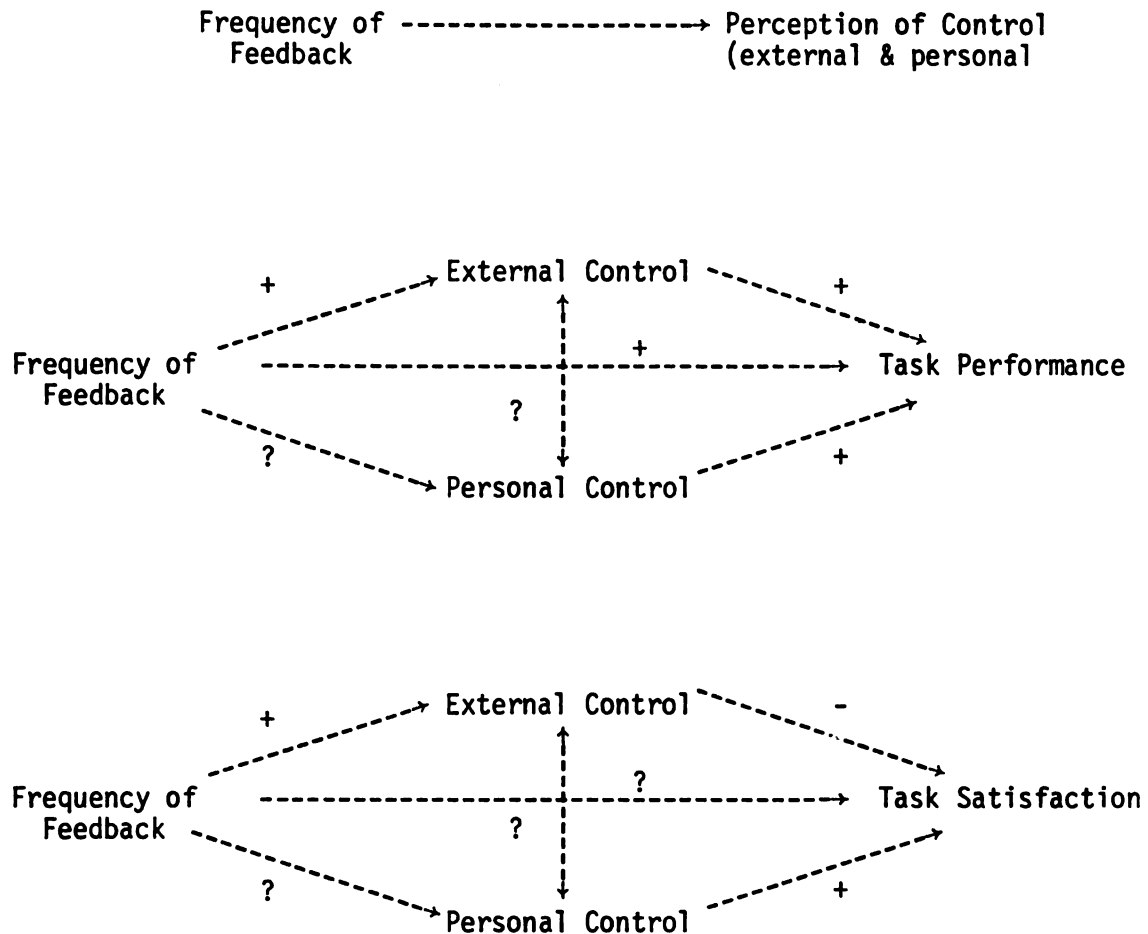 Frequency of Feedback
Perception of Control
(external & personal
+
External Control
+
Frequency of Feedback
+
Task Performance
?
?
Personal Control
+
+
External Control
-
Frequency of Feedback
?
Task Satisfaction
?
?
Personal Control
+